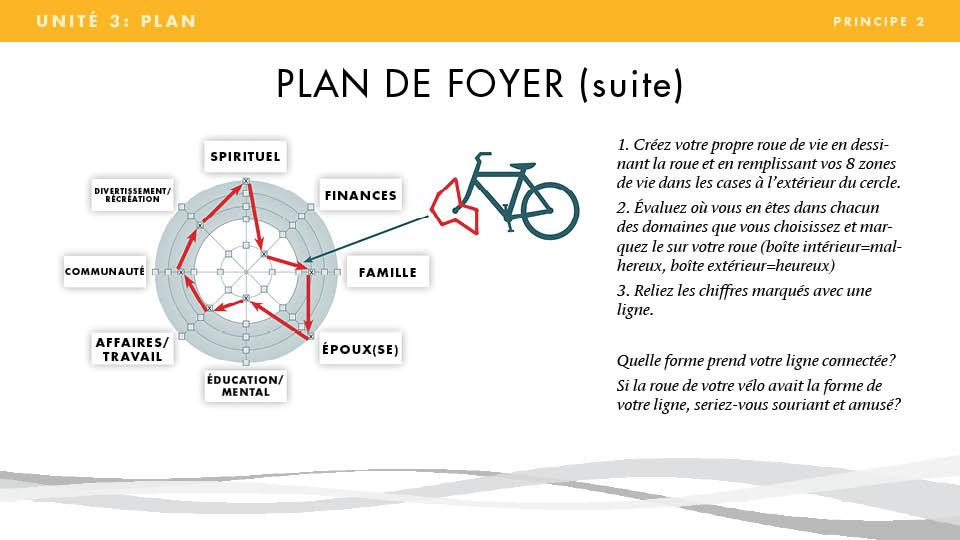 UNITÉ 3: PLAN
PRINCIPE 2
PLAN DE FOYER (suite)
SPIRITUEL
DIVERTISSEMENT/
RÉCRÉATION
FINANCES
COMMUNAUTÉ
FAMILLE
AFFAIRES/
TRAVAIL
ÉPOUX(SE)
ÉDUCATION/
MENTAL
1. Créez votre propre roue de vie en dessi-
nant la roue et en remplissant vos 8 zones
de vie dans les cases à l'extérieur du cercle.
2. Évaluez où vous en êtes dans chacun
des domaines que vous choisissez et mar-
quez le sur votre roue (boîte intérieur=mal-
hereux, boîte extérieur=heureux)
3. Reliez les chiffres marqués avec une
ligne.
Quelle forme prend votre ligne connectée?
Si la roue de votre vélo avait la forme de
votre ligne, seriez-vous souriant et amusé?